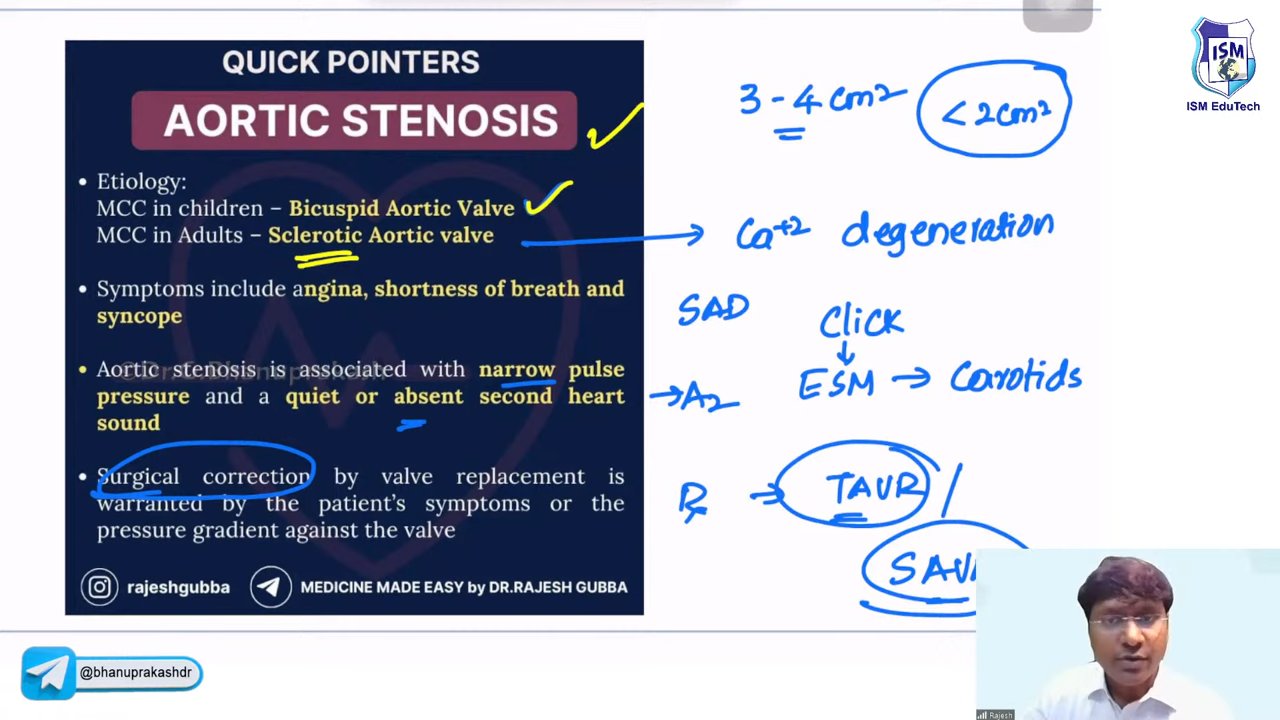 QUICK POINTERS
AORTIC STENOSIS
• Etiology:
MCC in children – Bicuspid Aortic Valve
MCC in Adults – Sclerotic Aortic valve
• Symptoms include angina, shortness of breath and
syncope
• Aortic stenosis is associated with narrow pulse
pressure and a quiet or absent second heart
sound
• Surgical correction by valve replacement is
warranted by the patient's symptoms or the
pressure gradient against the valve
rajeshgubba
MEDICINE MADE EASY by DR.RAJESH GUBBA
@Dr.G.Bhanuprakash
3-4 cm2
< 2cm2
→ Ca+2 degeneration
SAD
Click
↓
ESM → Carotids
→ A2
Rx → TAVR /
ISM
ISM EduTech
@bhanuprakashdr
Rajesh